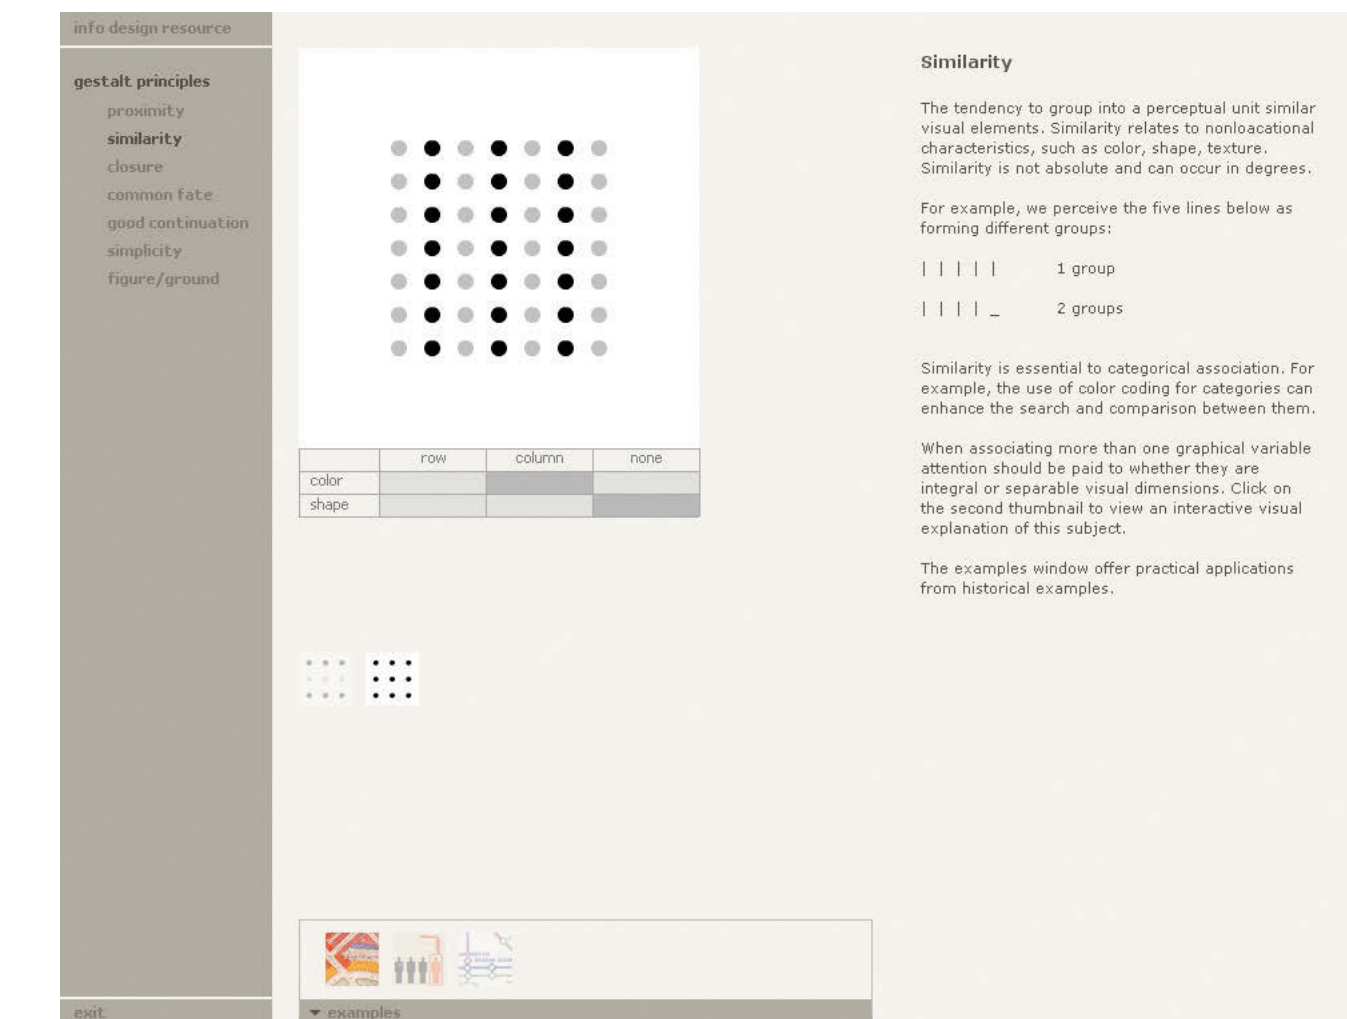 info design resource
gestalt principles
proximity
similarity
closure
common fate
good continuation
simplicity
figure/ground
exit
row column none
color
shape
examples
Similarity
The tendency to group into a perceptual unit similar
visual elements. Similarity relates to nonloacational
characteristics, such as color, shape, texture.
Similarity is not absolute and can occur in degrees.
For example, we perceive the five lines below as
forming different groups:
| | | | | 1 group
| | | | _ 2 groups
Similarity is essential to categorical association. For
example, the use of color coding for categories can
enhance the search and comparison between them.
When associating more than one graphical variable
attention should be paid to whether they are
integral or separable visual dimensions. Click on
the second thumbnail to view an interactive visual
explanation of this subject.
The examples window offer practical applications
from historical examples.